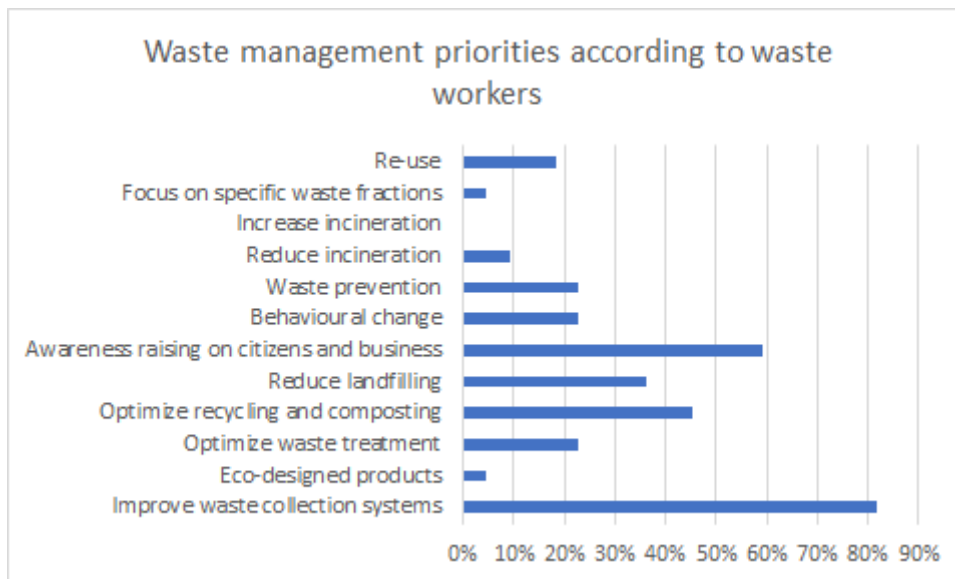 Waste management priorities according to waste
workers
Re-use
Focus on specific waste fractions
Increase incineration
Reduce incineration
Waste prevention
Behavioural change
Awareness raising on citizens and business
Reduce landfilling
Optimize recycling and composting
Optimize waste treatment
Eco-designed products
Improve waste collection systems
0% 10% 20% 30% 40% 50% 60% 70% 80% 90%